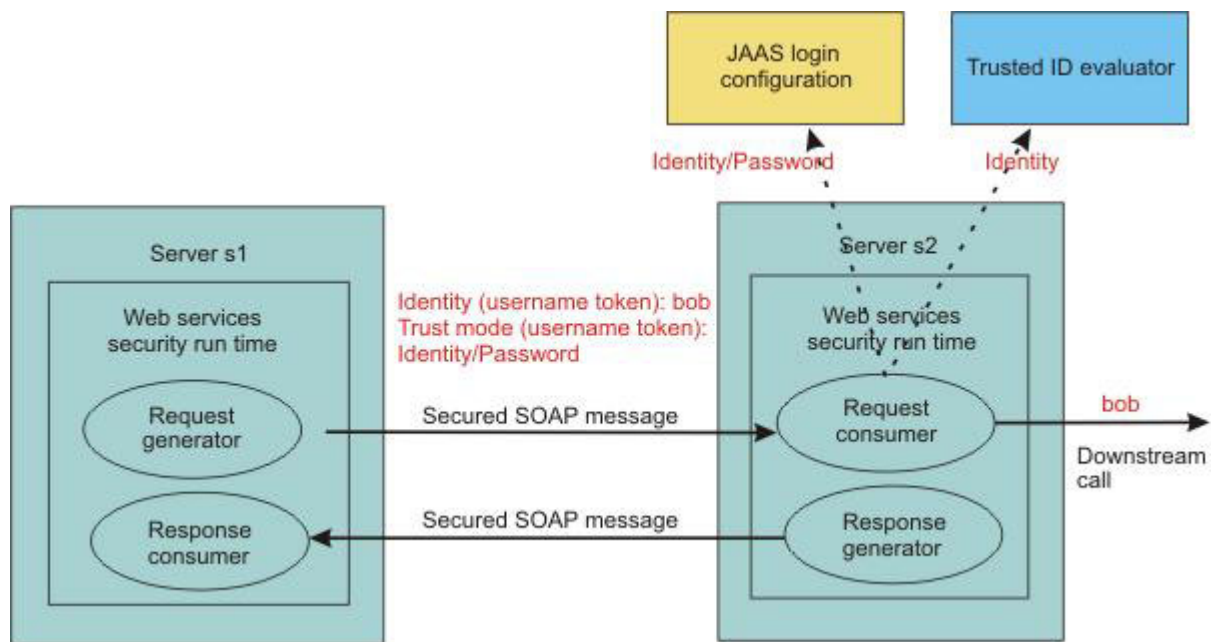 JAAS login
configuration
Trusted ID evaluator
Identity/Password
Identity
Server s1
Server s2
Web services
security run time
Identity (username token): bob
Trust mode (username token):
Identity/Password
Web services
security run time
Request
generator
Secured SOAP message
Request
consumer
bob
Downstream
call
Response
consumer
Secured SOAP message
Response
generator